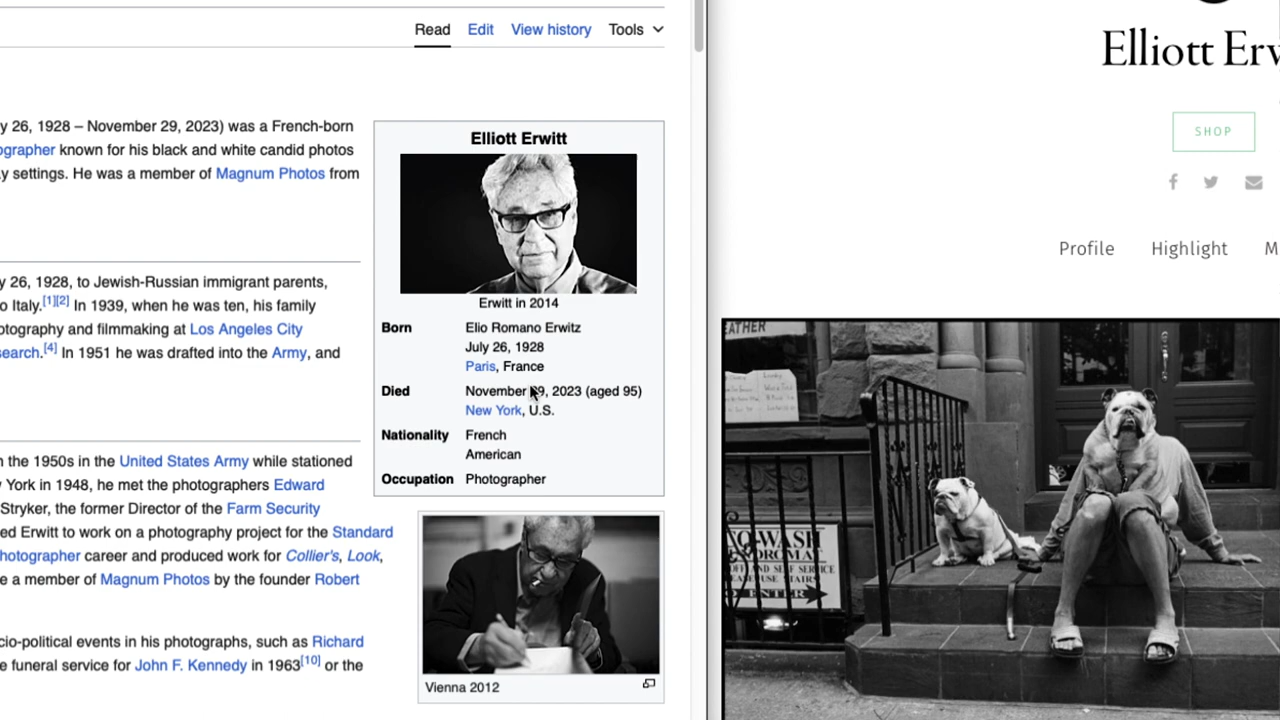 Read Edit View history Tools
y 26, 1928 – November 29, 2023) was a French-born
ographer known for his black and white candid photos
y settings. He was a member of Magnum Photos from
y 26, 1928, to Jewish-Russian immigrant parents,
o Italy.[1][2] In 1939, when he was ten, his family
otography and filmmaking at Los Angeles City
search.[4] In 1951 he was drafted into the Army, and
n the 1950s in the United States Army while stationed
York in 1948, he met the photographers Edward
Stryker, the former Director of the Farm Security
ed Erwitt to work on a photography project for the Standard
hotographer career and produced work for Collier's, Look,
e a member of Magnum Photos by the founder Robert
cio-political events in his photographs, such as Richard
e funeral service for John F. Kennedy in 1963[10] or the
Elliott Erwitt
Erwitt in 2014
Born Elio Romano Erwitz
July 26, 1928
Paris, France
Died November 29, 2023 (aged 95)
New York, U.S.
Nationality French
American
Occupation Photographer
Vienna 2012
Elliott Erw
SHOP
Profile Highlight M
EATHER
SELF SERVICE
STAIRS
ENTER